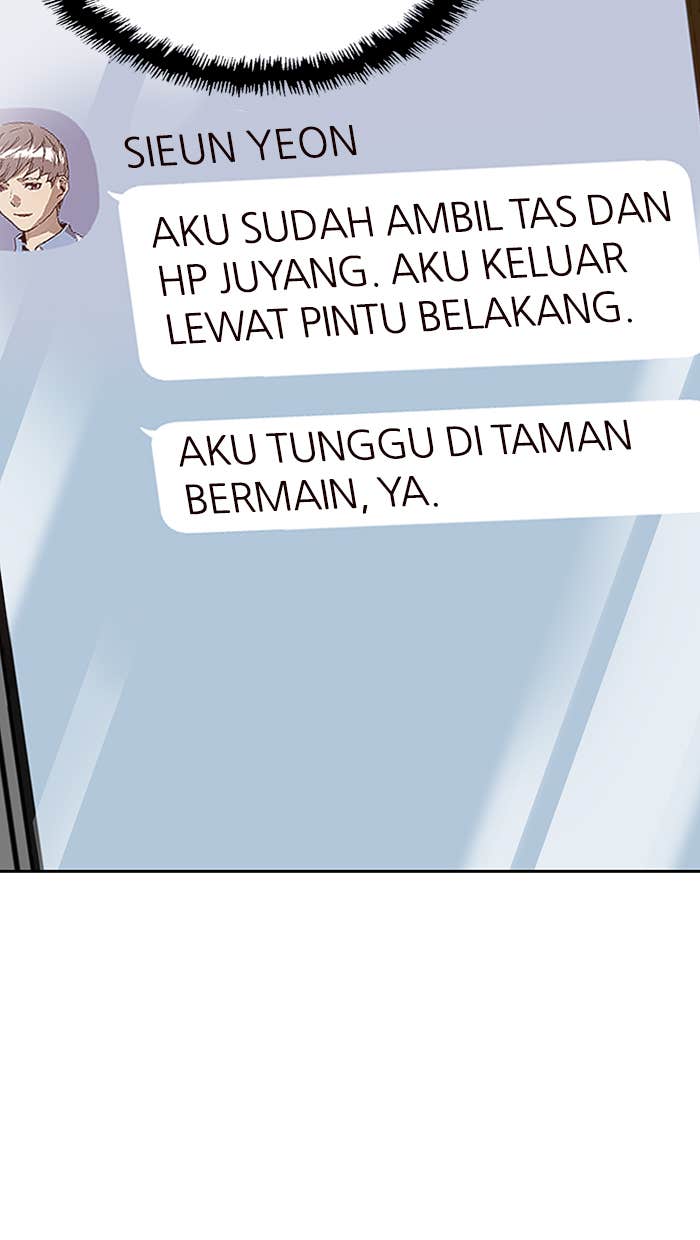 SIEUN YEON
AKU SUDAH AMBIL TAS DAN
HP JUYANG. AKU KELUAR
LEWAT PINTU BELAKANG.
AKU TUNGGU DI TAMAN
BERMAIN, YA.